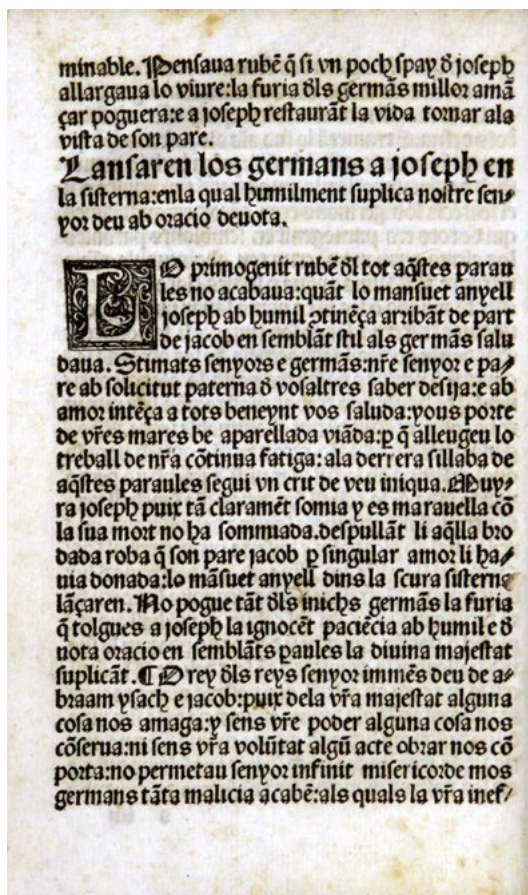 minable. Pensaua rubē q̄ si vn poch spay đ joseph
allargaua lo viure: la furia đls germās millor amā
çar poguera: e a joseph restaurāt la vida tornar ala
vista de son pare.
Lansaren los germans a joseph en
la sisterna: enla qual humilment suplica nostre sen-
yor deu ab oracio deuota.
LO primogenit rubē đl tot aq̄stes parau
les no acabaua: quāt lo mansuet anyell
joseph ab humil ↄtinēça arribāt de part
de jacob en semblāt stil als germās salu
daua. Stimats senyors e germās: nr̄e senyor e pa-
re ab solicitut paterna đ vosaltres saber desija: e ab
amor intēça a tots beneynt vos saluda: yous porte
de vr̄es mares be aparellada viāda: ꝑ q̄ alleugeu lo
treball de nr̄a cōtinua fatiga: ala derrera sillaba de
aq̄stes paraules segui vn crit de veu iniqua. Muy-
ra joseph puix tā claramēt somia y es marauella cō
la sua mort no ha sommiada. despullāt li aq̄lla bro
dada roba q̄ son pare jacob ꝑ singular amor li ha-
uia donada: lo māsuet anyell dins la scura sisterna
lāçaren. No pogue tāt đls inichs germās la furia
q̄ tolgues a joseph la ignocēt paciēcia ab humil e đ
uota oracio en semblāts ꝑaules la diuina majestat
suplicāt. ¶ O rey đls reys senyor immēs deu de a-
braam ysach e jacob: puix dela vr̄a majestat alguna
cosa nos amaga: y sens vr̄e poder alguna cosa nos
cōserua: ni sens vr̄a volūtat algū acte obrar nos cō
porta: no permetau senyor infinit misericorde mos
germans tāta malicia acabē: als quals la vr̄a inef-